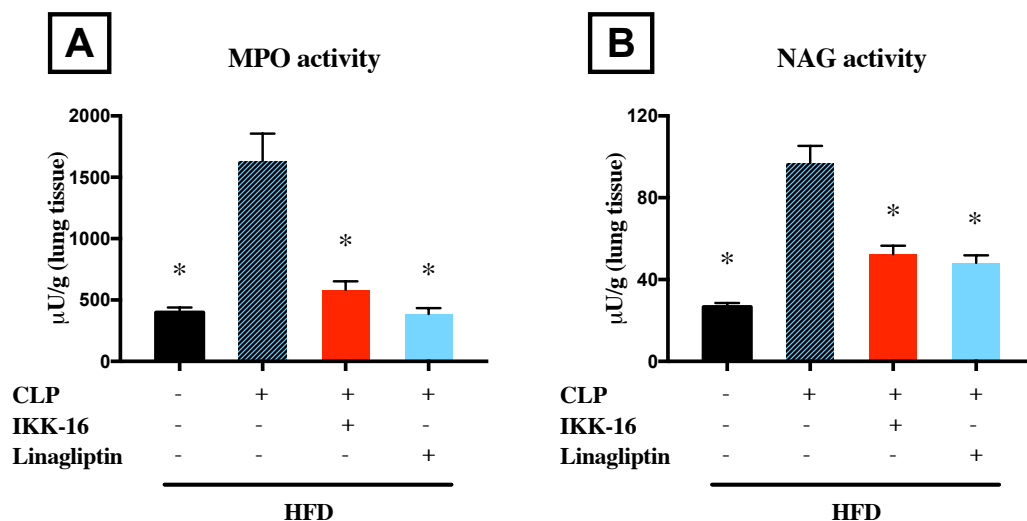 A
MPO activity
µU/g (lung tissue)
2000
1500
1000
500
0
*
*
*
CLP - + + +
IKK-16 - - + -
Linagliptin - - - +
HFD
B
NAG activity
µU/g (lung tissue)
120
80
40
0
*
*
*
CLP - + + +
IKK-16 - - + -
Linagliptin - - - +
HFD